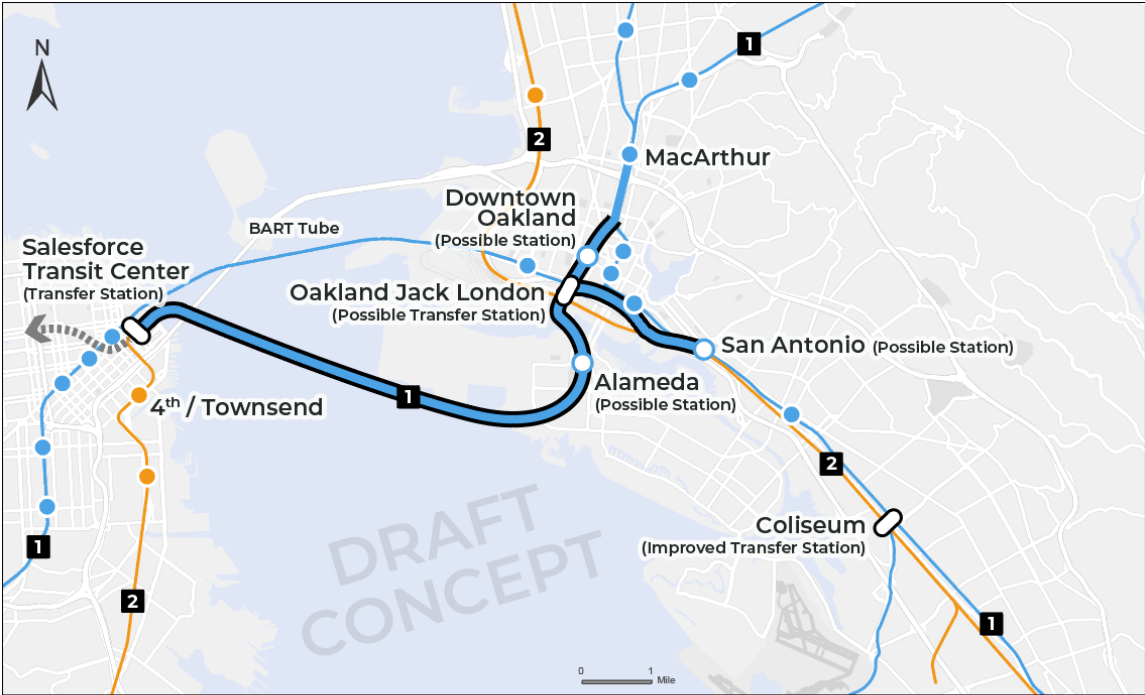 N
1
2
MacArthur
Downtown
Oakland
(Possible Station)
BART Tube
Salesforce
Transit Center
(Transfer Station)
Oakland Jack London
(Possible Transfer Station)
San Antonio (Possible Station)
Alameda
(Possible Station)
1
4th / Townsend
2
DRAFT
CONCEPT
Coliseum
(Improved Transfer Station)
1
2
1
0 1
Mile